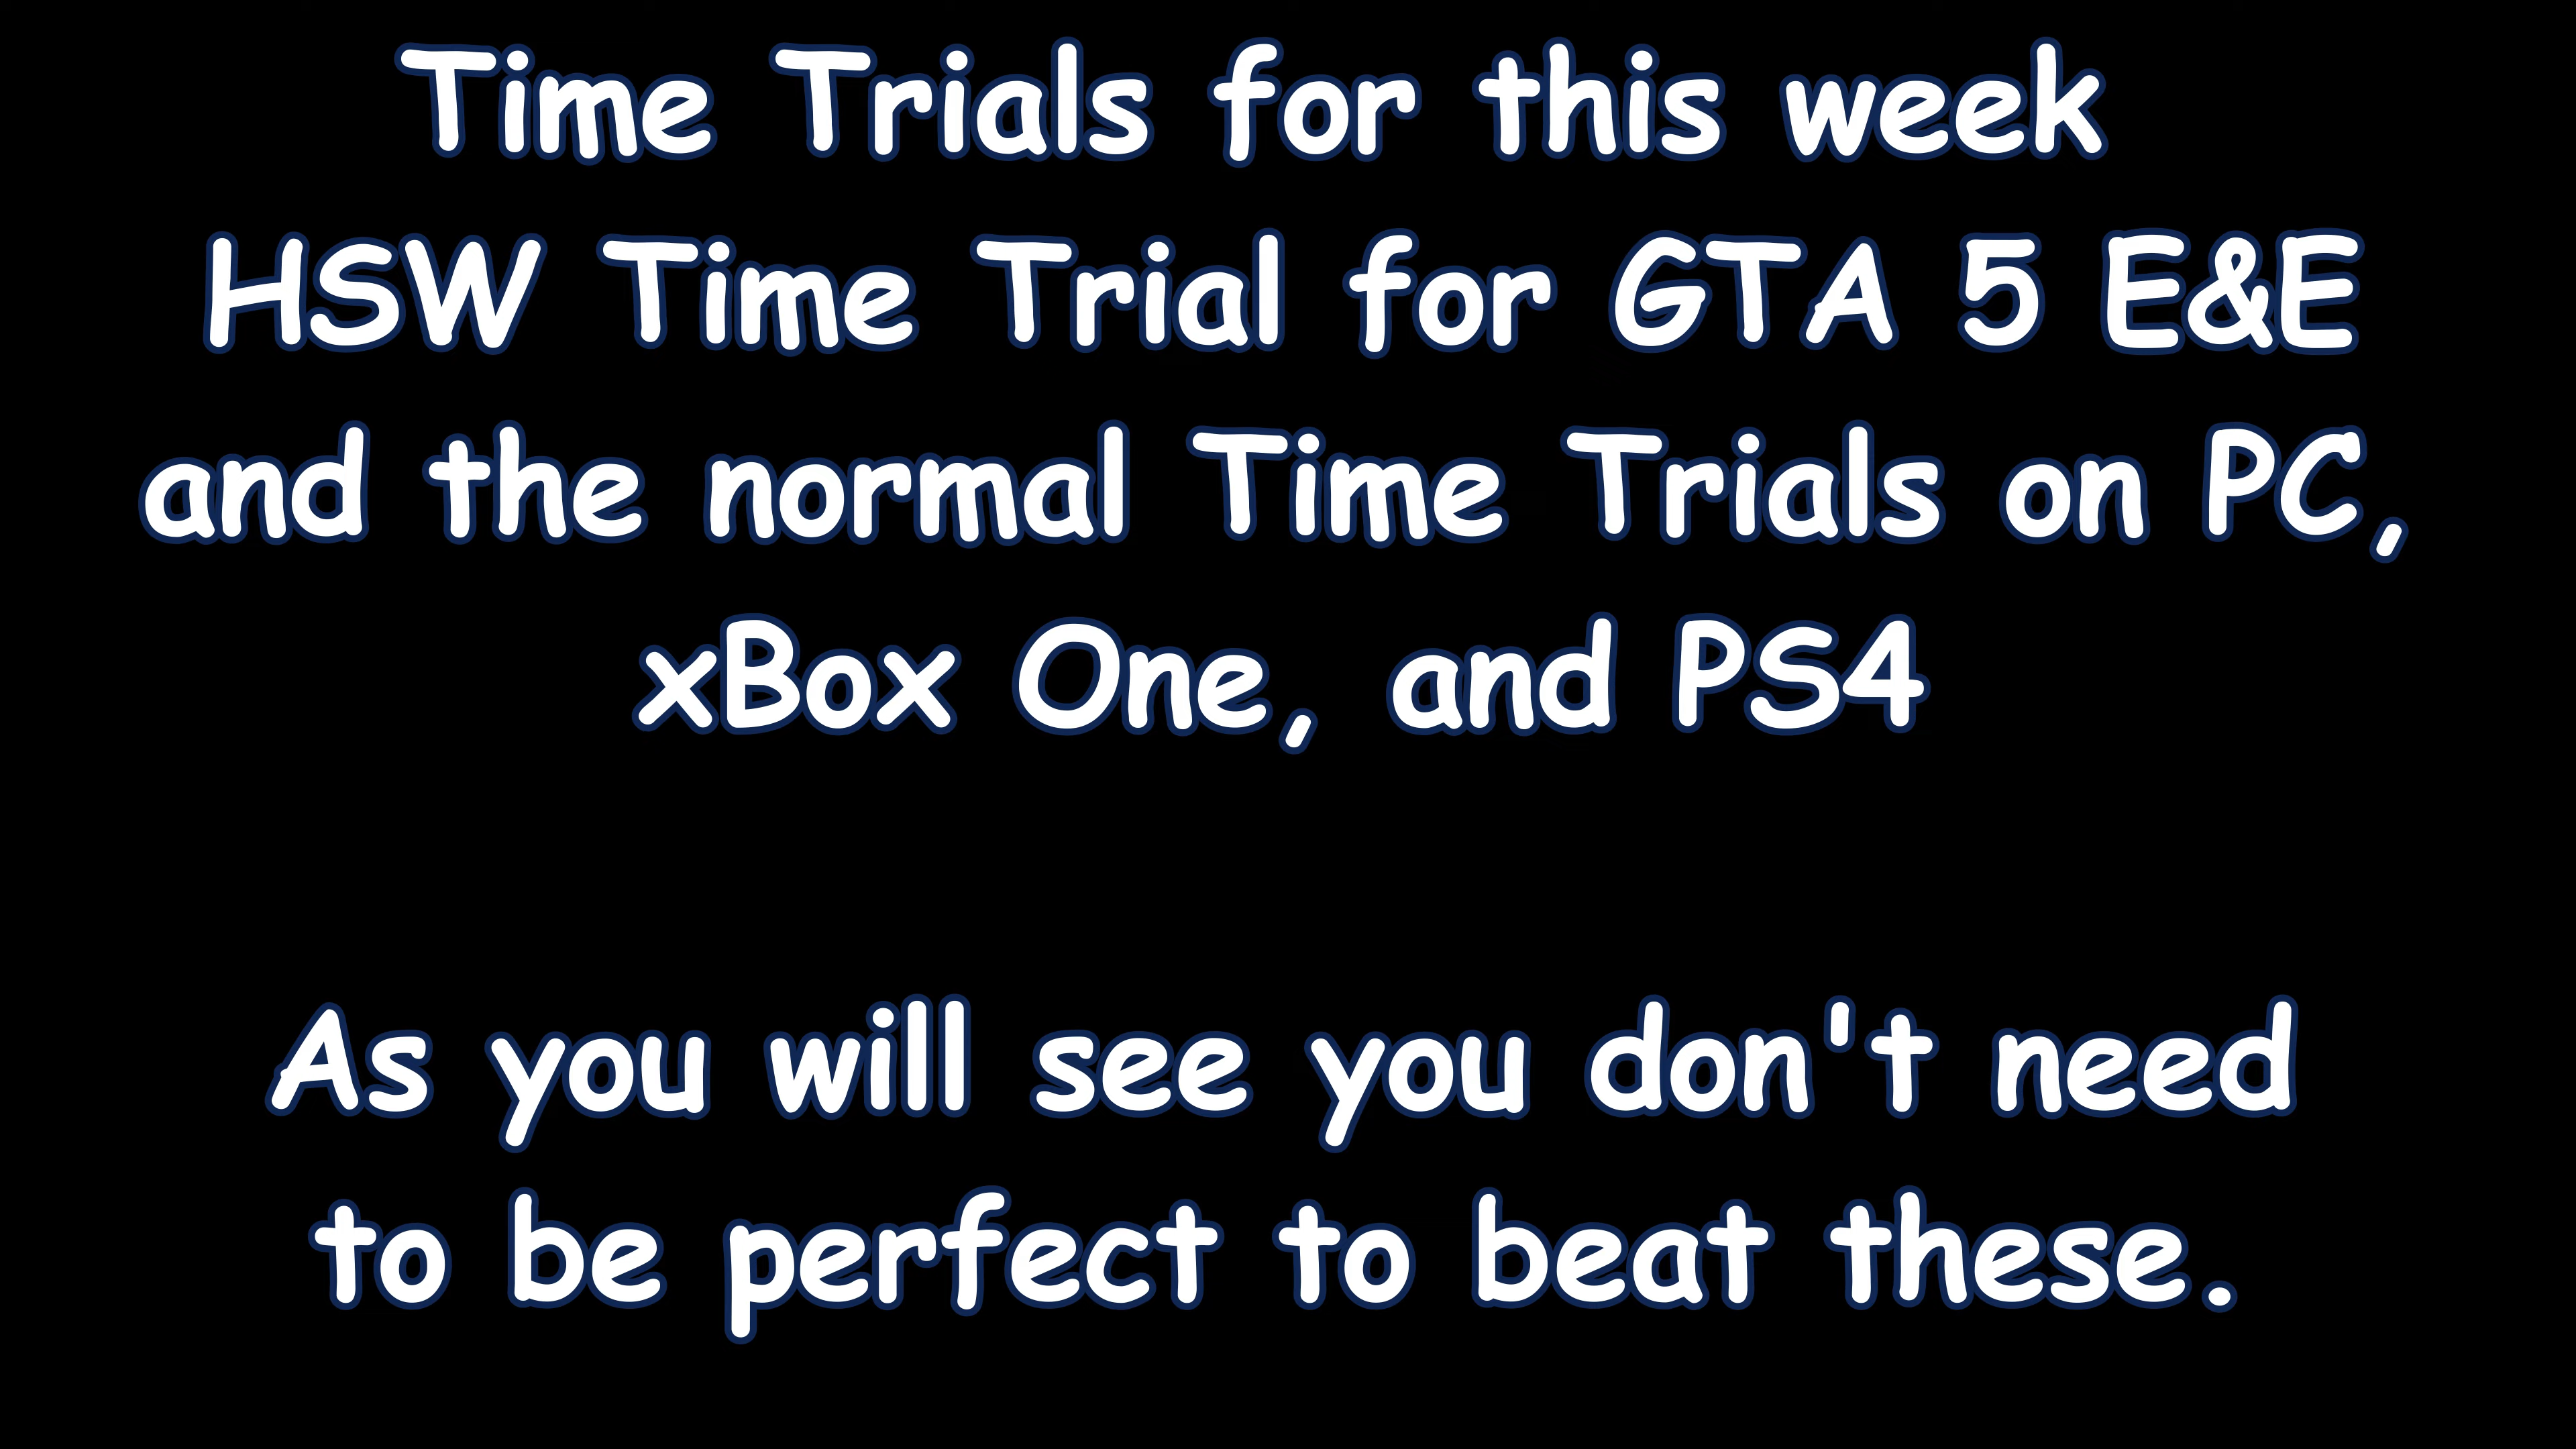 Time Trials for this week
HSW Time Trial for GTA 5 E&E
and the normal Time Trials on PC,
xBox One, and PS4
As you will see you don't need
to be perfect to beat these.